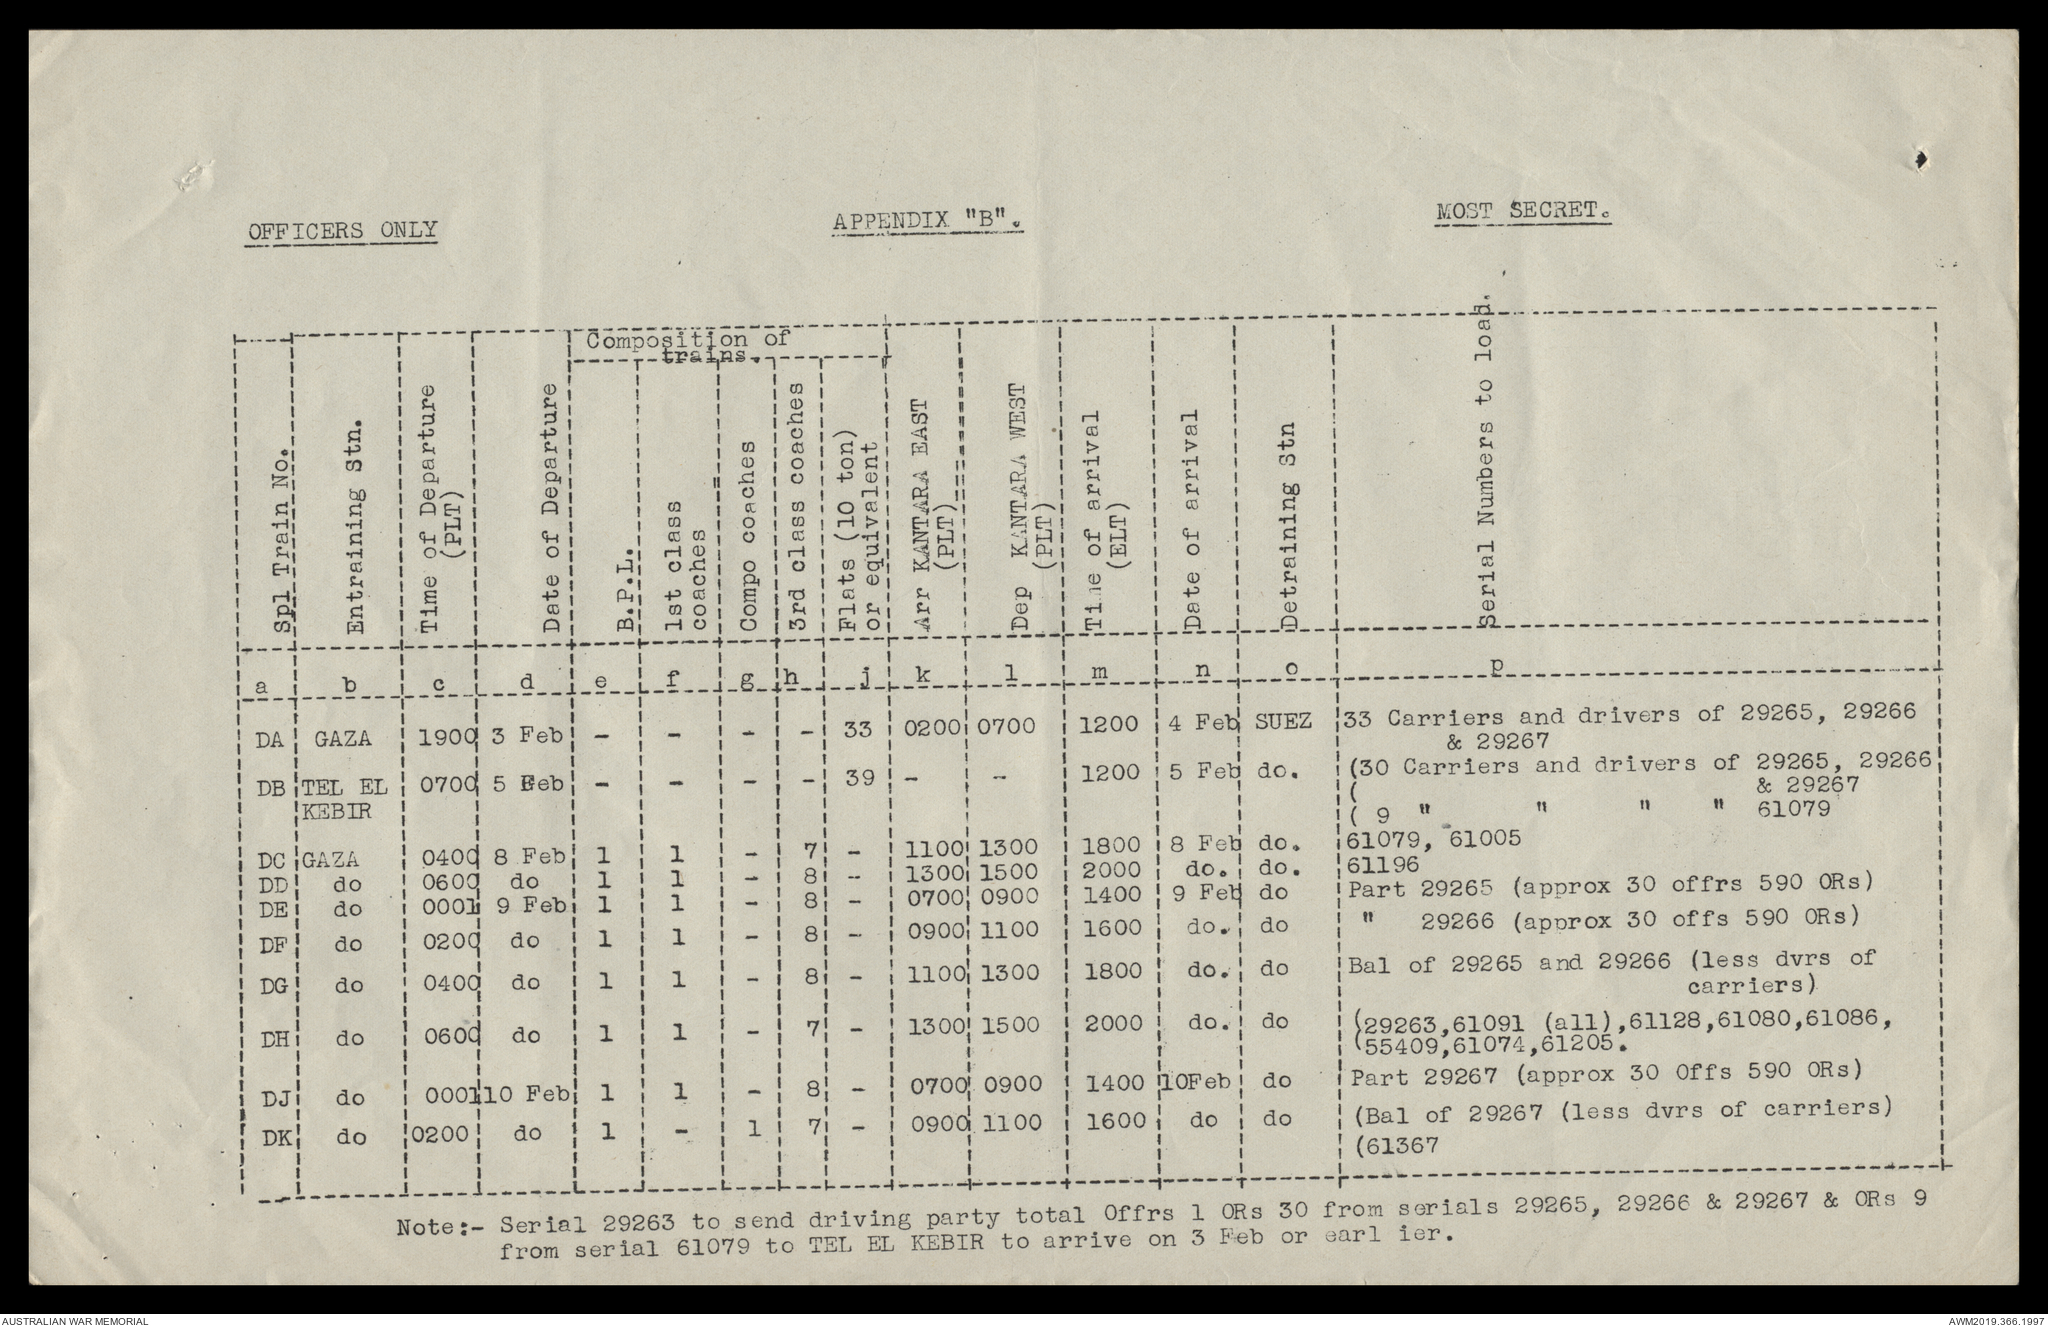 OFFICERS ONLY APPENDIX "B". MOST SECRET.
Composition of
trains.
Spl Train No.
Entraining Stn.
Time of Departure
(PLT)
Date of Departure
B.P.L.
1st class
coaches
Compo coaches
3rd class coaches
Flats (10 ton)
or equivalent
Arr KANTARA EAST
(PLT)
Dep KANTARA WEST
(PLT)
Time of arrival
(ELT)
Date of arrival
Detraining Stn
Serial Numbers to load.
a b c d e f g h j k l m n o p
DA GAZA 1900 3 Feb - - - - 33 0200 0700 1200 4 Feb SUEZ 33 Carriers and drivers of 29265, 29266
& 29267
DB TEL EL 0700 5 Feb - - - - 39 - - 1200 5 Feb do. (30 Carriers and drivers of 29265, 29266
( & 29267
KEBIR ( 9 " " " " 61079
DC GAZA 0400 8 Feb 1 1 - 7 - 1100 1300 1800 8 Feb do. 61079, 61005
DD do 0600 do 1 1 - 8 - 1300 1500 2000 do. do. 61196
DE do 0001 9 Feb 1 1 - 8 - 0700 0900 1400 9 Feb do Part 29265 (approx 30 offrs 590 ORs)
DF do 0200 do 1 1 - 8 - 0900 1100 1600 do. do " 29266 (approx 30 offs 590 ORs)
DG do 0400 do 1 1 - 8 - 1100 1300 1800 do. do Bal of 29265 and 29266 (less dvrs of
carriers)
DH do 0600 do 1 1 - 7 - 1300 1500 2000 do. do (29263,61091 (all),61128,61080,61086,
(55409,61074,61205.
DJ do 0001 10 Feb 1 1 - 8 - 0700 0900 1400 10Feb do Part 29267 (approx 30 Offs 590 ORs)
DK do 0200 do 1 - 1 7 - 0900 1100 1600 do do (Bal of 29267 (less dvrs of carriers)
(61367
Note:- Serial 29263 to send driving party total Offrs 1 ORs 30 from serials 29265, 29266 & 29267 & ORs 9
from serial 61079 to TEL EL KEBIR to arrive on 3 Feb or earl ier.
AUSTRALIAN WAR MEMORIAL AWM2019.366.1997